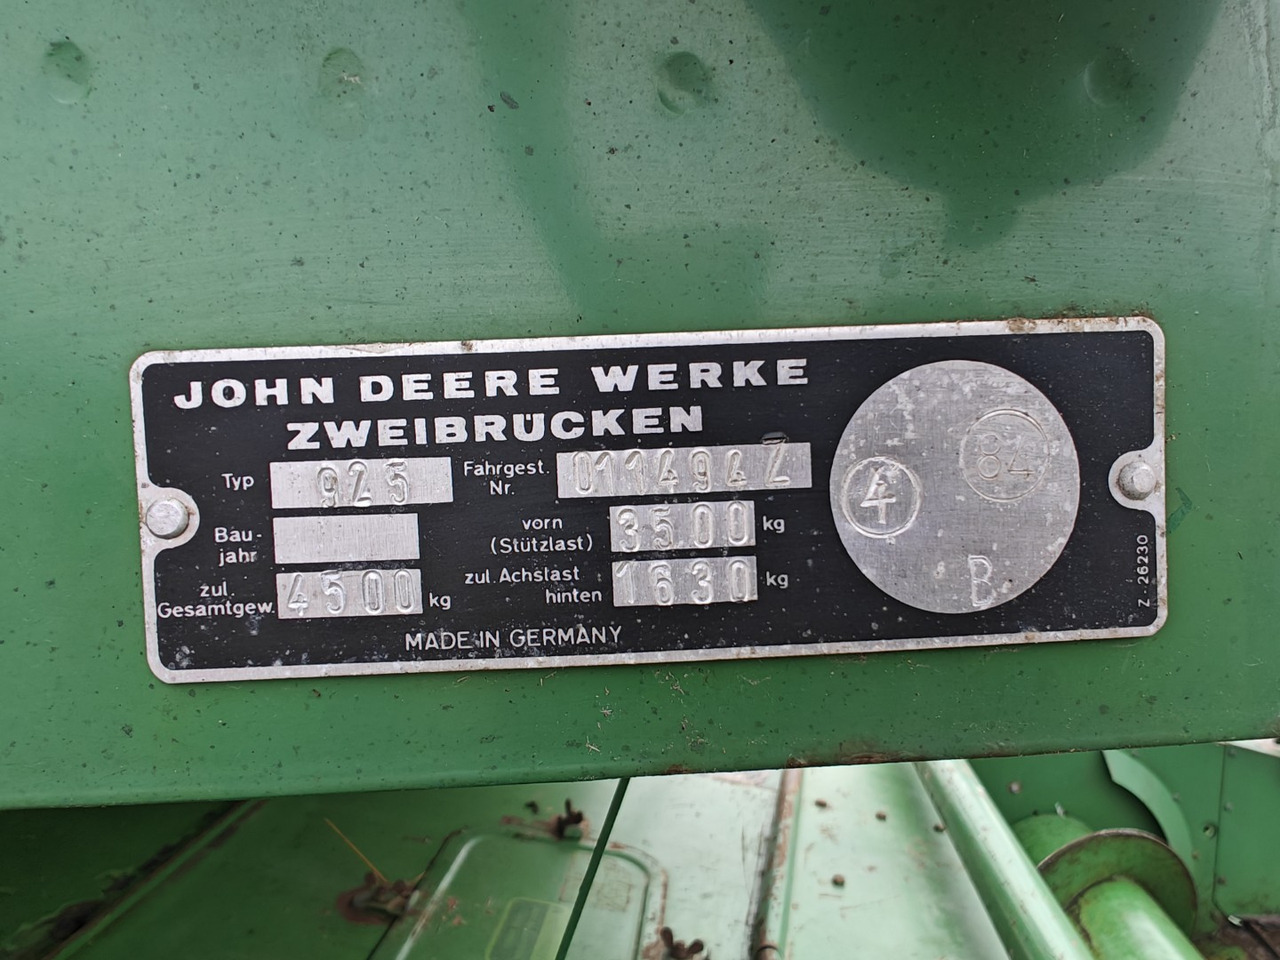 JOHN DEERE WERKE
ZWEIBRÜCKEN
Typ 925
Fahrgest. Nr. 011494Z
Bau-
jahr
vorn
(Stützlast) 3500 kg
zul.
Gesamtgew. 4500 kg
zul Achslast
hinten 1630 kg
MADE IN GERMANY
4
B
Z 26230